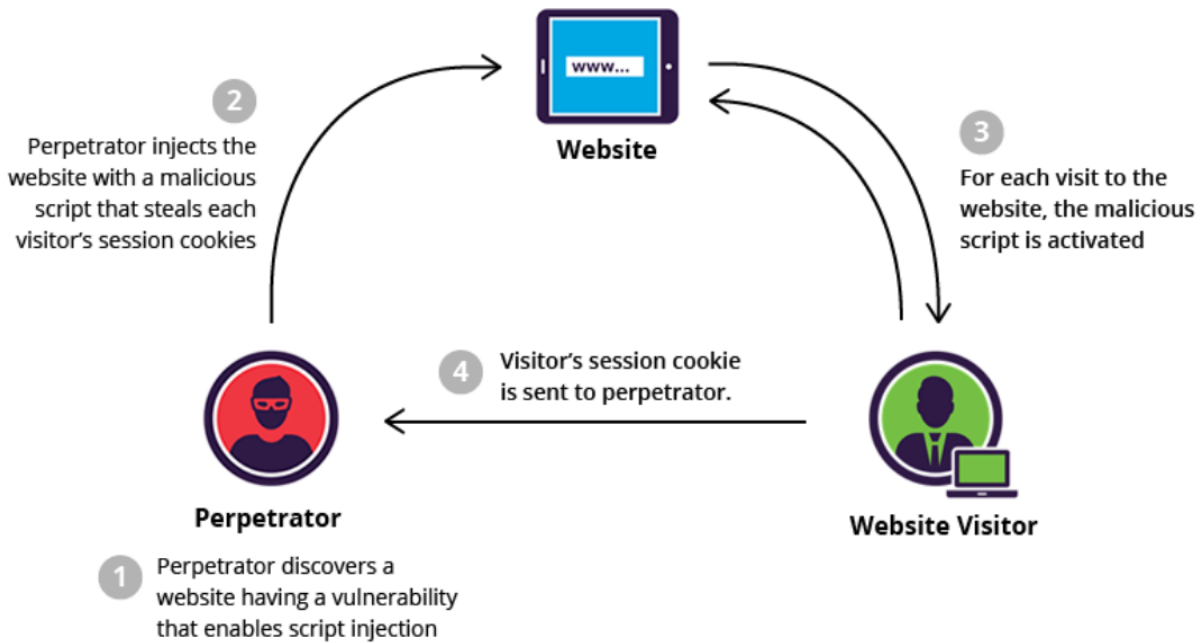 www...
Website
2
Perpetrator injects the
website with a malicious
script that steals each
visitor's session cookies
3
For each visit to the
website, the malicious
script is activated
4
Visitor's session cookie
is sent to perpetrator.
Perpetrator
Website Visitor
1
Perpetrator discovers a
website having a vulnerability
that enables script injection